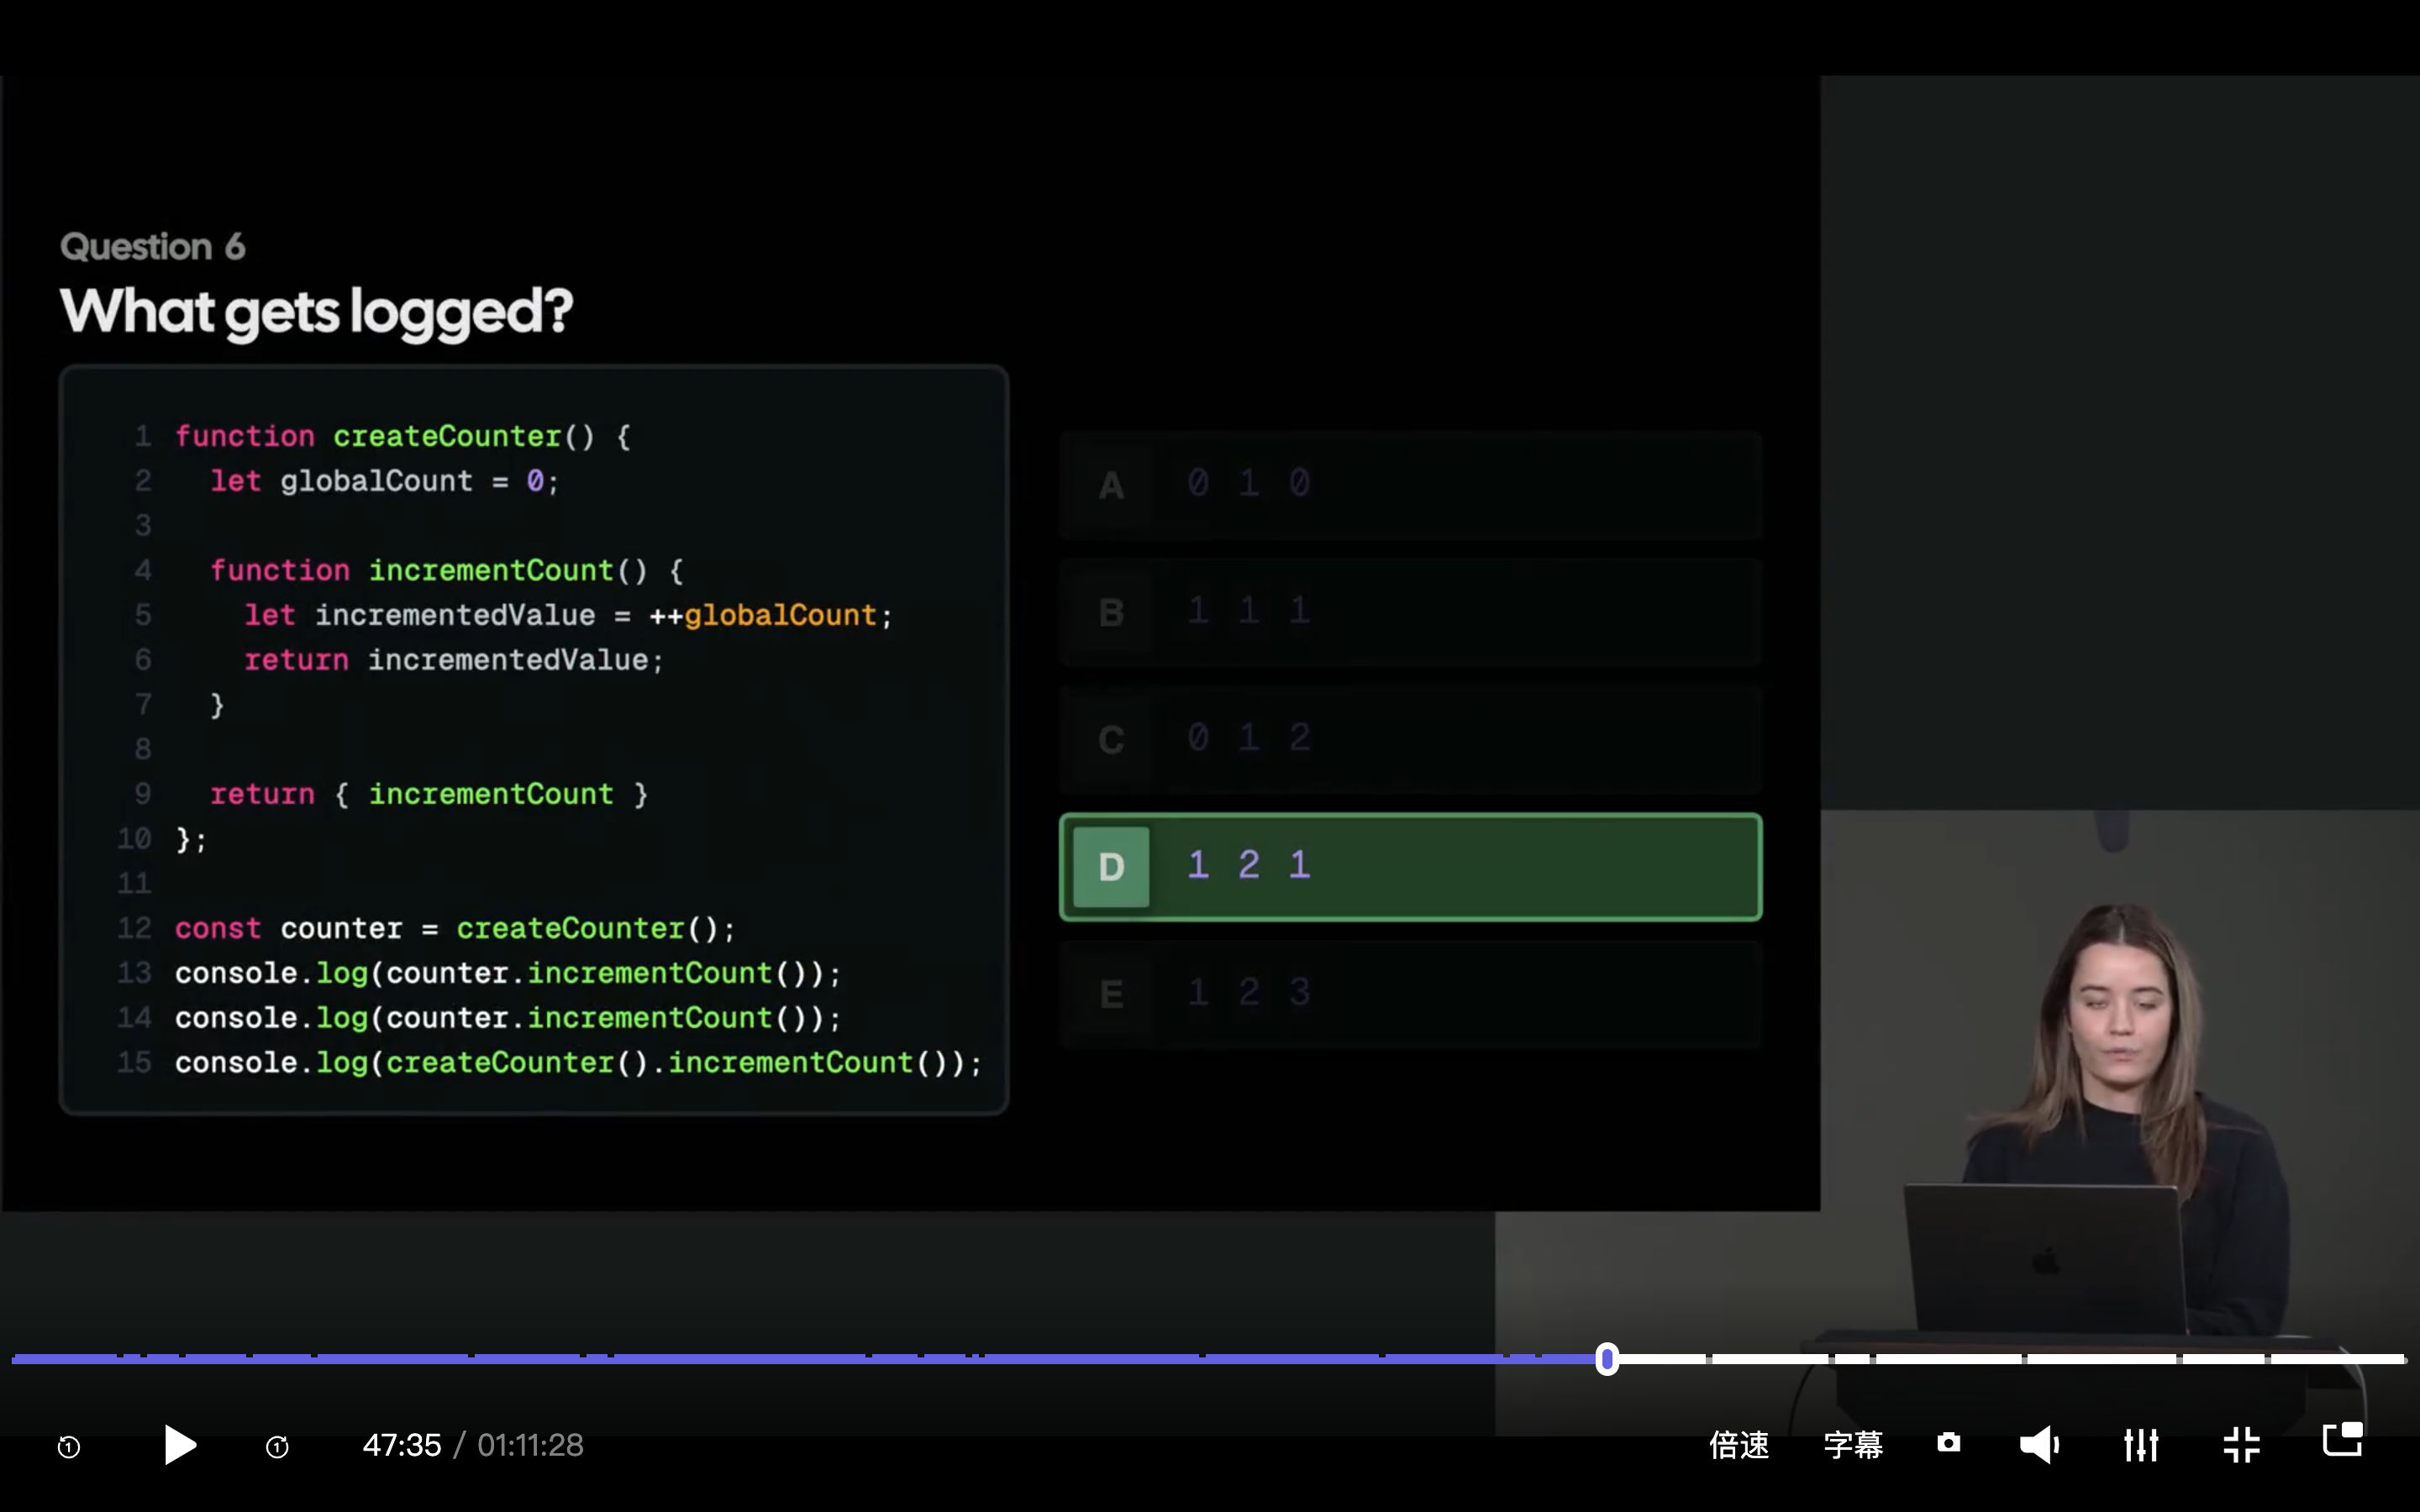 Question 6
What gets logged?
1 function createCounter() {
2 let globalCount = 0;
3
4 function incrementCount() {
5 let incrementedValue = ++globalCount;
6 return incrementedValue;
7 }
8
9 return { incrementCount }
10 };
11
12 const counter = createCounter();
13 console.log(counter.incrementCount());
14 console.log(counter.incrementCount());
15 console.log(createCounter().incrementCount());
A 0 1 0
B 1 1 1
C 0 1 2
D 1 2 1
E 1 2 3
1 1 47:35 / 01:11:28 倍速 字幕